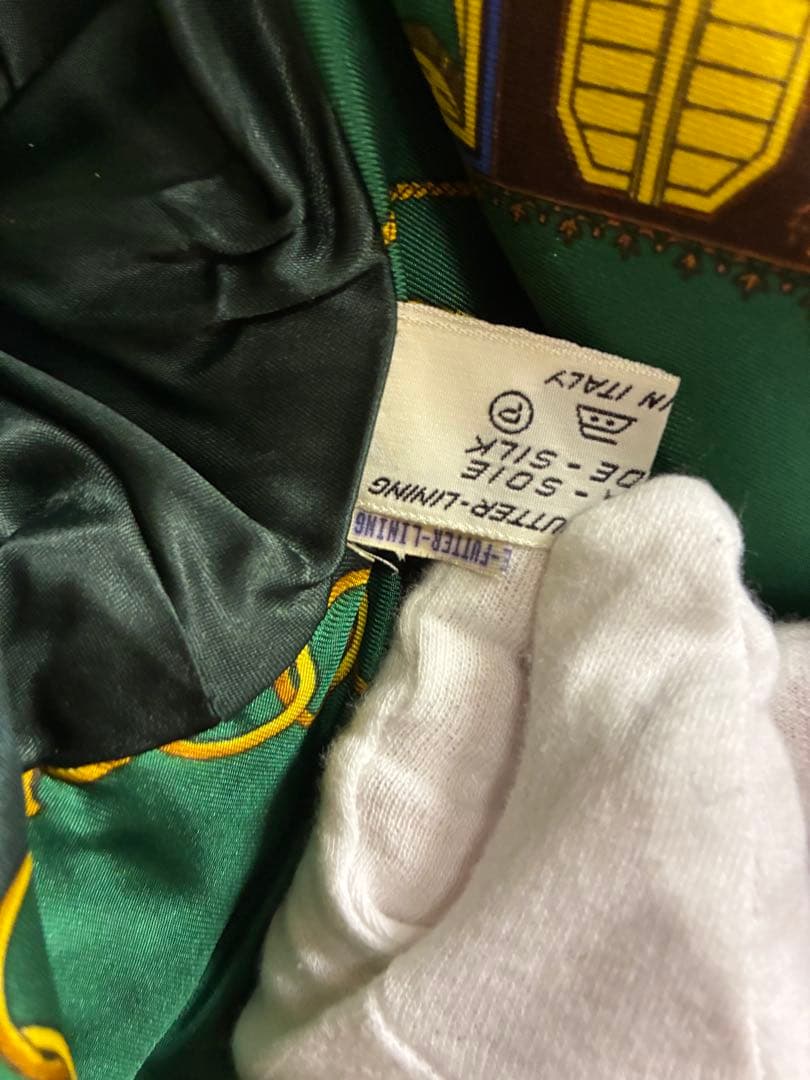 E-FUTTER-LINING
UTTER-LINING
- SOIE
DE - SILK
P
IN ITALY